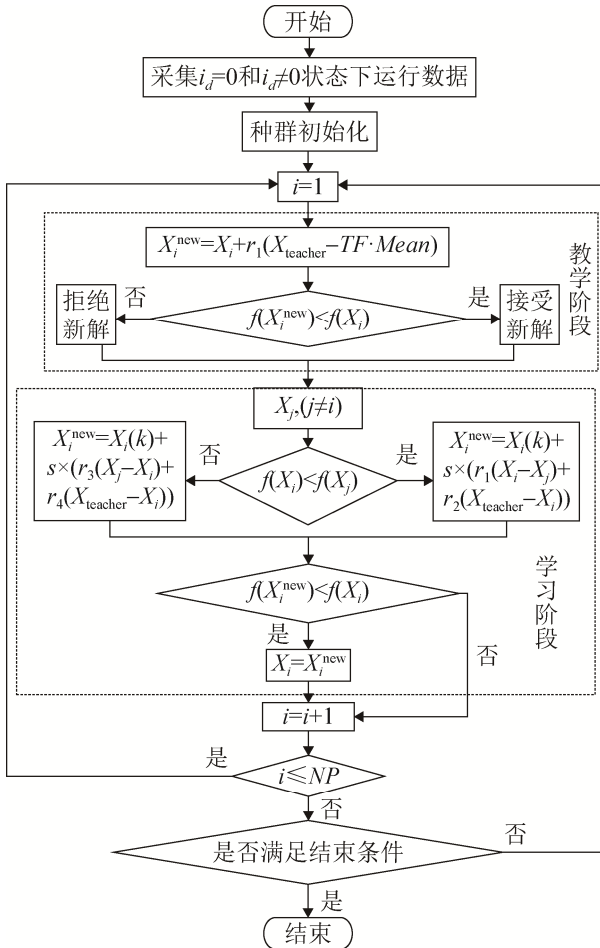 开始
采集i_d=0和i_d≠0状态下运行数据
种群初始化
i=1
X_i^new=X_i+r_1(X_teacher−TF·Mean)
教学阶段
拒绝
新解
否
f(X_i^new)<f(X_i)
是
接受
新解
X_j,(j≠i)
X_i^new=X_i(k)+
s×(r_3(X_j−X_i)+
r_4(X_teacher−X_i))
否
f(X_i)<f(X_j)
是
X_i^new=X_i(k)+
s×(r_1(X_i−X_j)+
r_2(X_teacher−X_i))
f(X_i^new)<f(X_i)
学习阶段
是
否
X_i=X_i^new
i=i+1
是
i≤NP
否
是否满足结束条件
否
是
结束